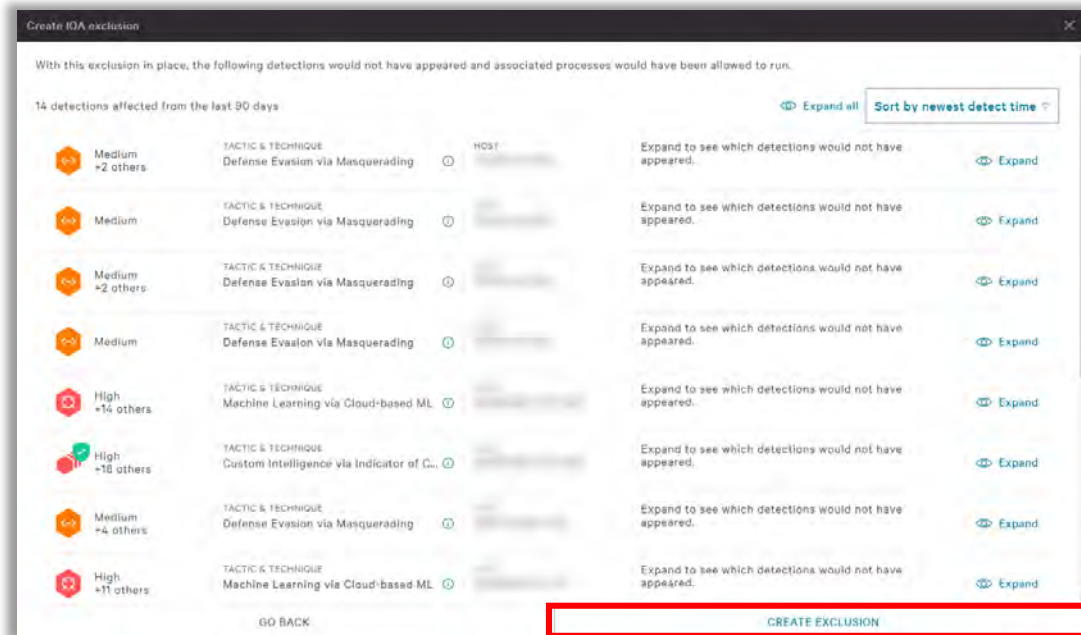 Create IOA exclusion
With this exclusion in place, the following detections would not have appeared and associated processes would have been allowed to run.
14 detections affected from the last 90 days
Expand all
Sort by newest detect time
Medium
+2 others
TACTIC & TECHNIQUE
Defense Evasion via Masquerading
HOST
Expand to see which detections would not have
appeared.
Expand
Medium
TACTIC & TECHNIQUE
Defense Evasion via Masquerading
Expand to see which detections would not have
appeared.
Expand
Medium
+2 others
TACTIC & TECHNIQUE
Defense Evasion via Masquerading
Expand to see which detections would not have
appeared.
Expand
Medium
TACTIC & TECHNIQUE
Defense Evasion via Masquerading
Expand to see which detections would not have
appeared.
Expand
High
+14 others
TACTIC & TECHNIQUE
Machine Learning via Cloud-based ML
Expand to see which detections would not have
appeared.
Expand
High
+16 others
TACTIC & TECHNIQUE
Custom Intelligence via Indicator of C...
Expand to see which detections would not have
appeared.
Expand
Medium
+4 others
TACTIC & TECHNIQUE
Defense Evasion via Masquerading
Expand to see which detections would not have
appeared.
Expand
High
+11 others
TACTIC & TECHNIQUE
Machine Learning via Cloud-based ML
Expand to see which detections would not have
appeared.
Expand
GO BACK
CREATE EXCLUSION